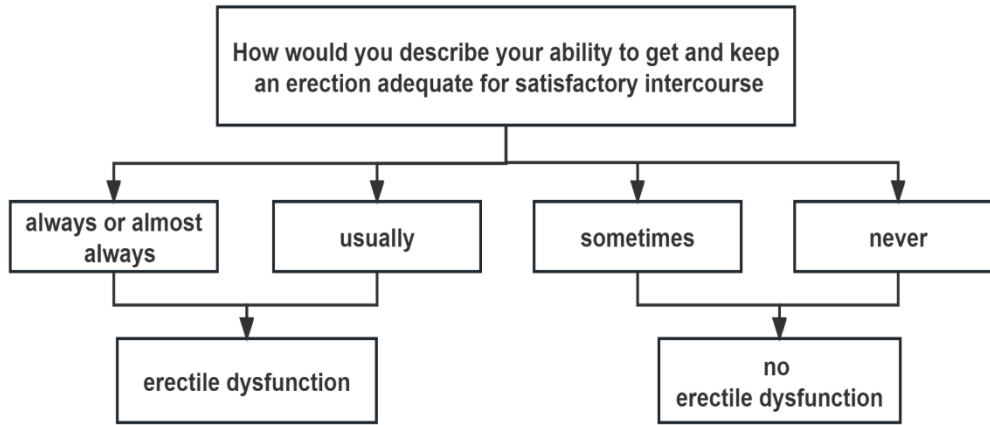 How would you describe your ability to get and keep
an erection adequate for satisfactory intercourse
always or almost
always
usually
sometimes
never
erectile dysfunction
no
erectile dysfunction